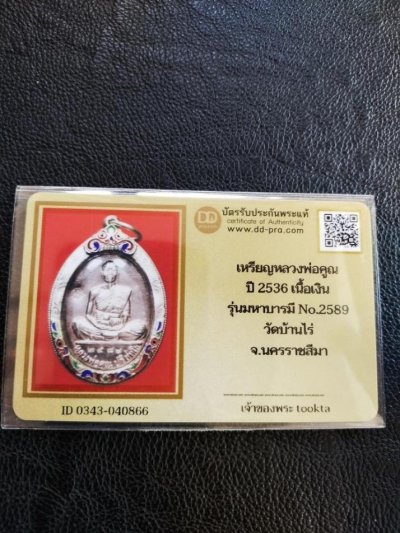 DD
บัตรรับประกันพระแท้
certificate of Authenticity
www.dd-pra.com
เหรียญหลวงพ่อคูณ
ปี 2536 เนื้อเงิน
รุ่นมหาบารมี No.2589
วัดบ้านไร่
จ.นครราชสีมา
ID 0343-040866
เจ้าของพระ tookta